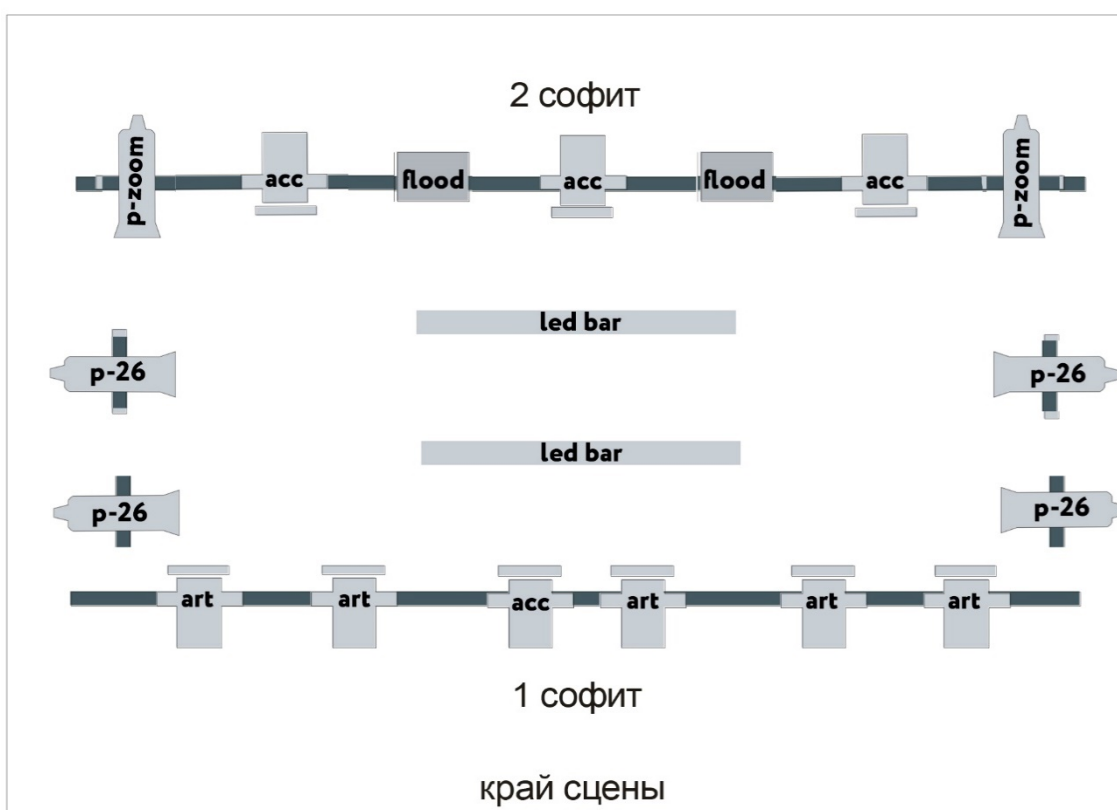 2 софит
p-zoom acc flood acc flood acc p-zoom
led bar
p-26 p-26
led bar
p-26 p-26
art art acc art art art
1 софит
край сцены